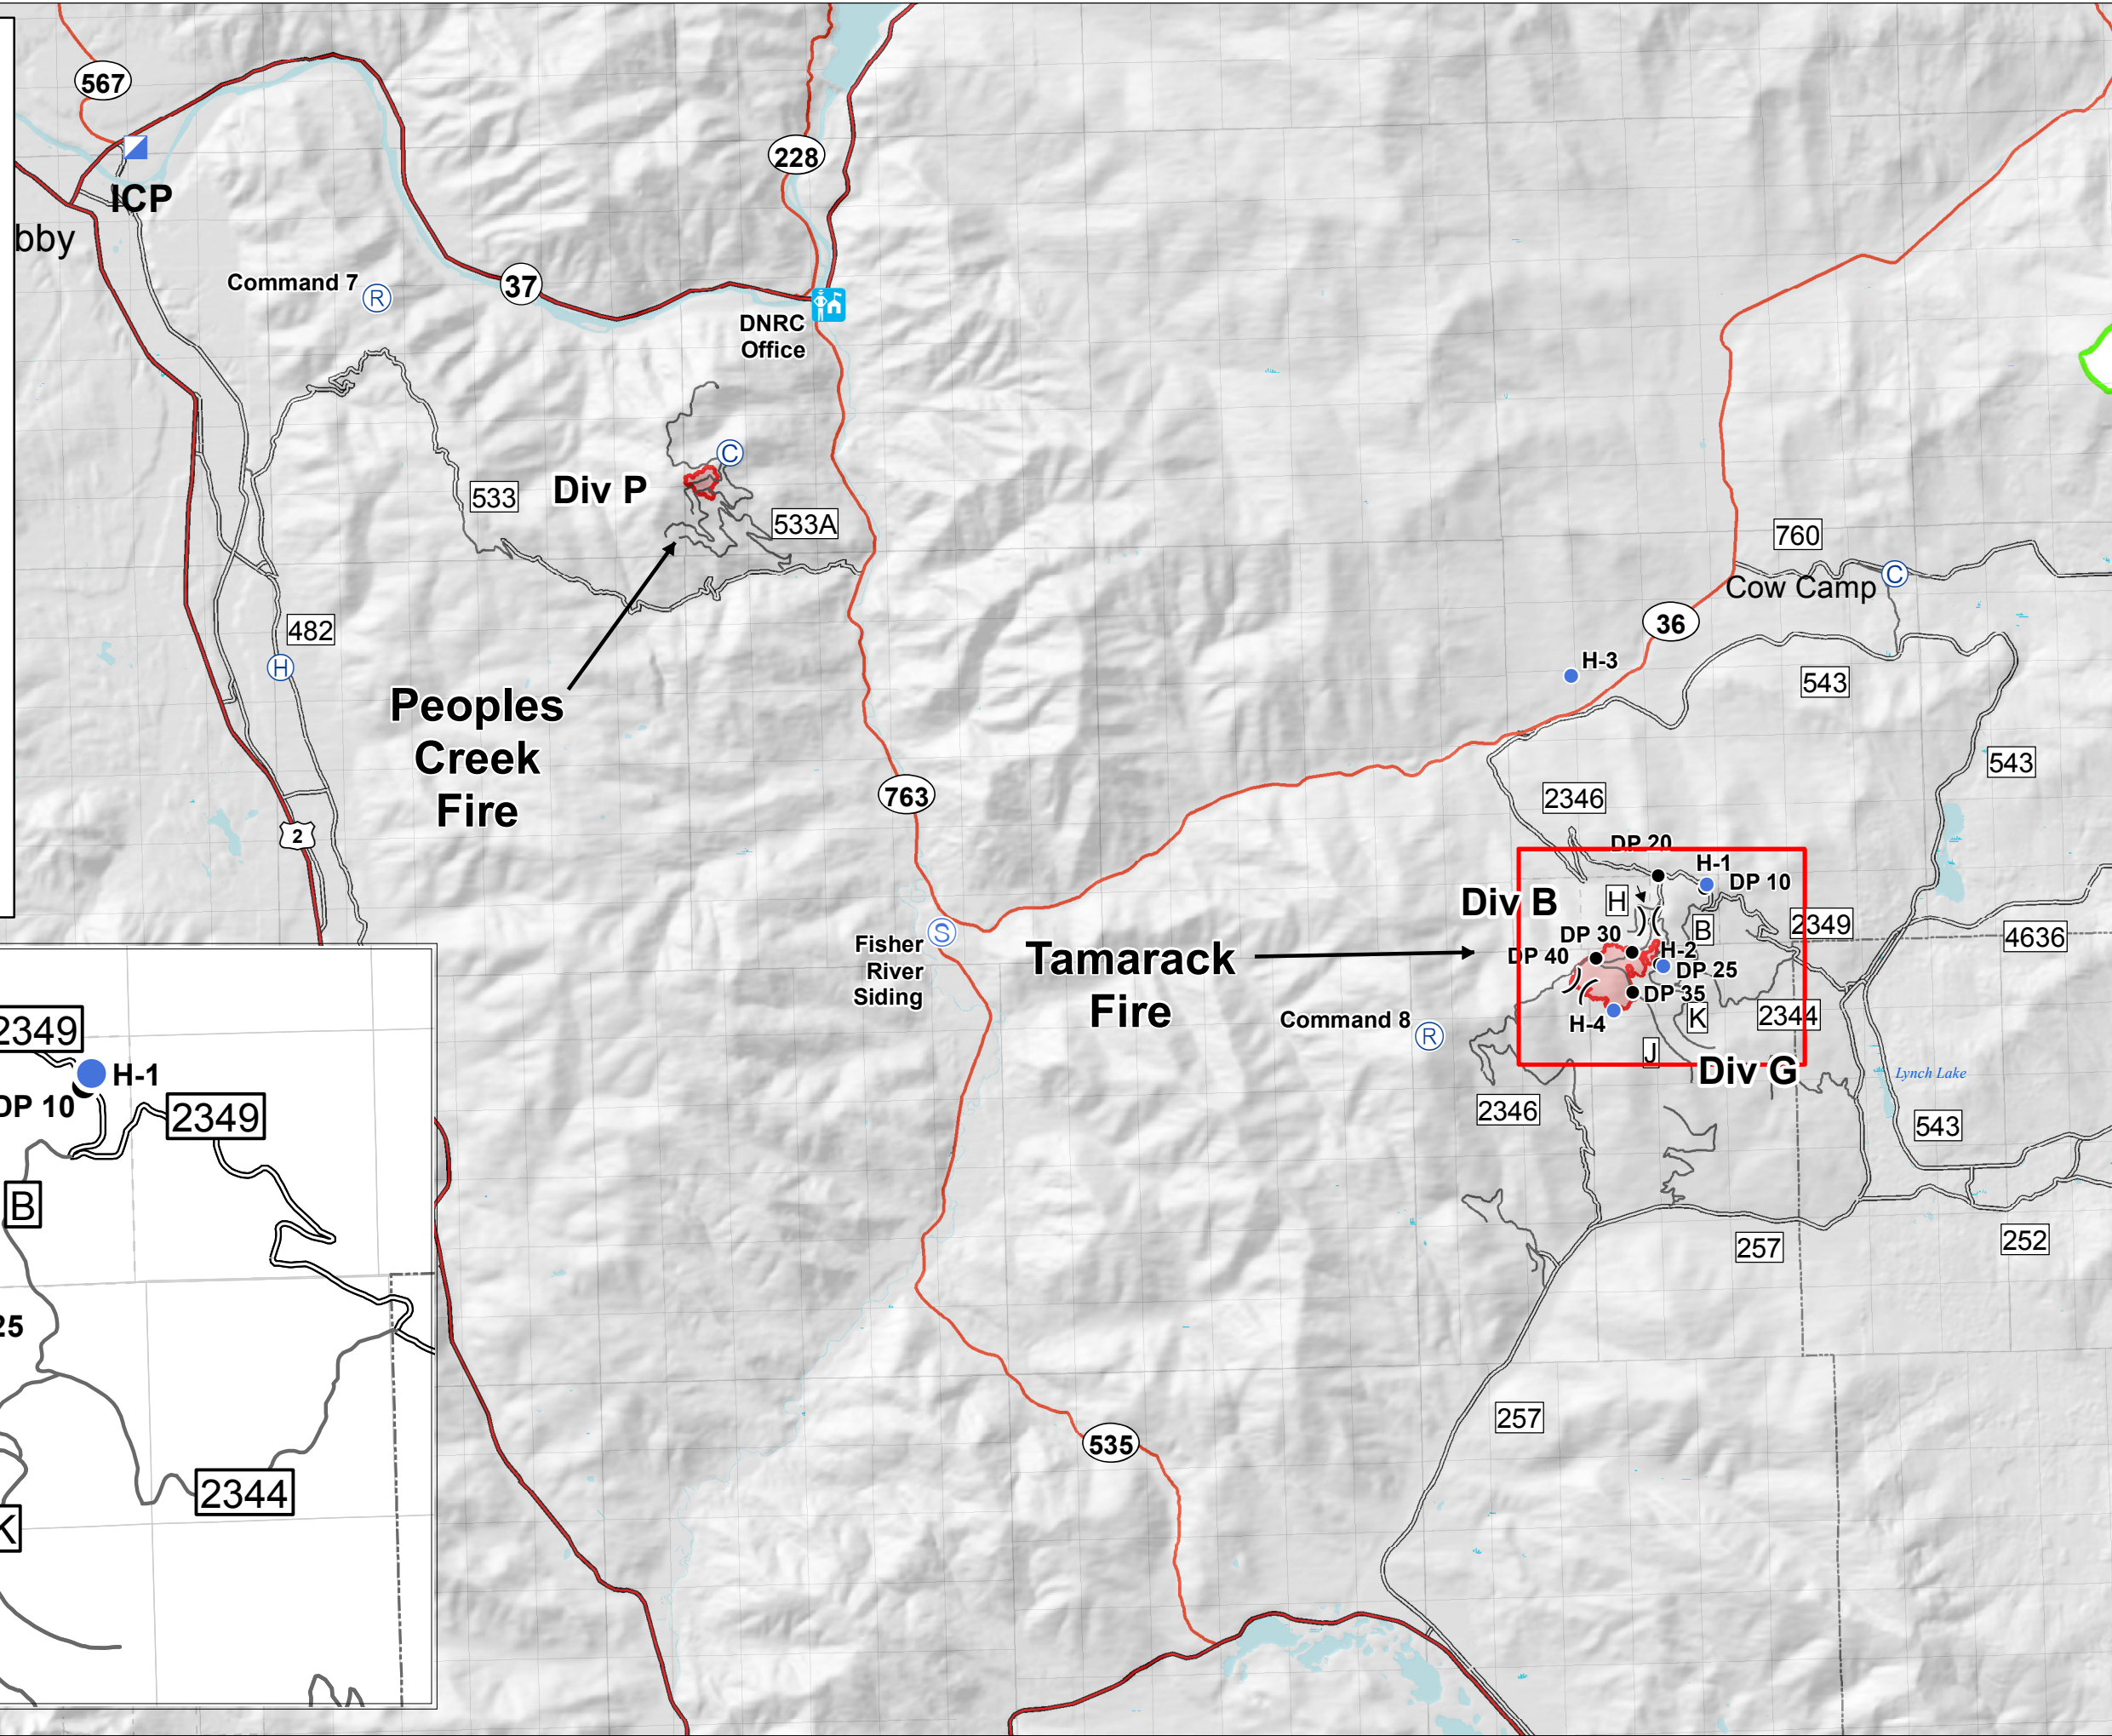 567
ICP
bby
Command 7
R
37
228
DNRC
Office
C
Div P
533
533A
482
H
Peoples
Creek
Fire
2
763
760
Cow Camp
C
36
H-3
543
543
2346
DP 20
H-1
DP 10
Div B
H
B
2349
4636
DP 30
H-2
DP 40
DP 25
DP 35
K
2344
H-4
J
Div G
S
Fisher
River
Siding
Tamarack
Fire
Command 8
R
Lynch Lake
2346
543
257
252
257
535
2349
H-1
DP 10
2349
B
25
2344
K